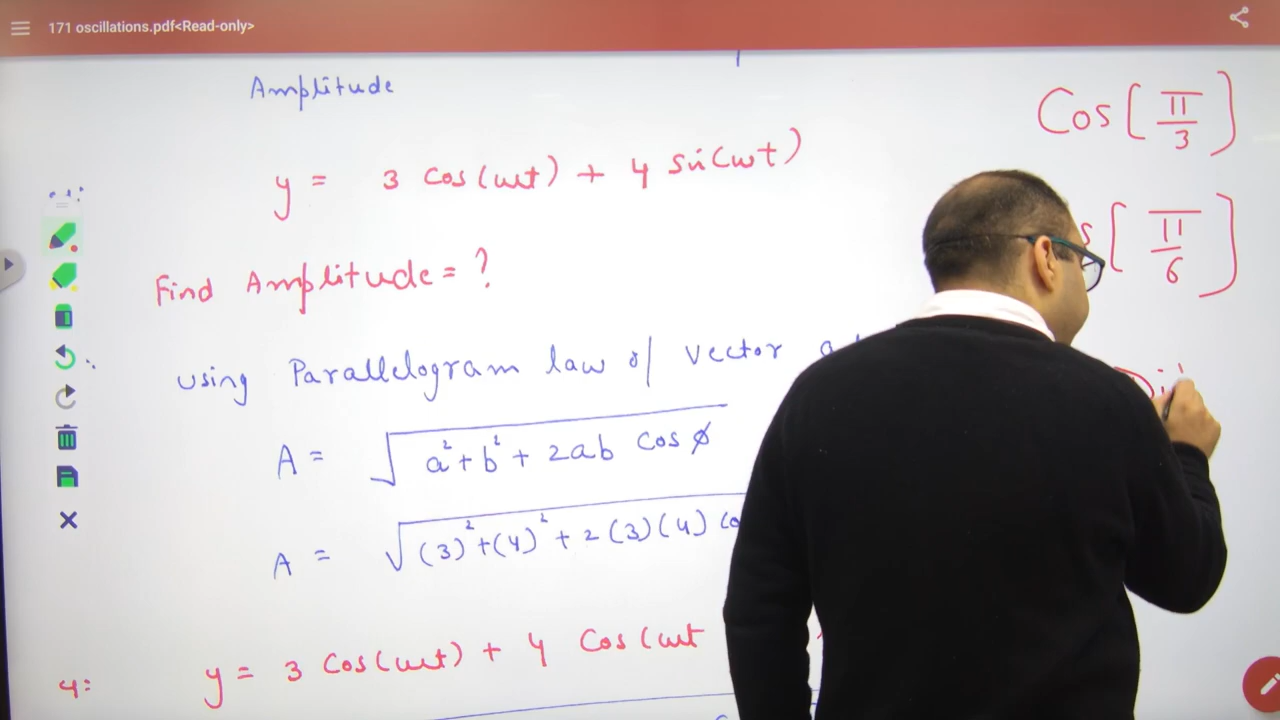 171 oscillations.pdf<Read-only>
Amplitude
y = 3 cos(ωt) + 4 sin(ωt)
Find Amplitude = ?
using Parallelogram law of vector
A = √a²+b²+ 2ab cos φ
A = √(3)²+(4)²+ 2(3)(4)
4: y = 3 Cos(ωt) + 4 Cos(ωt
Cos(π/3)
s(π/6)